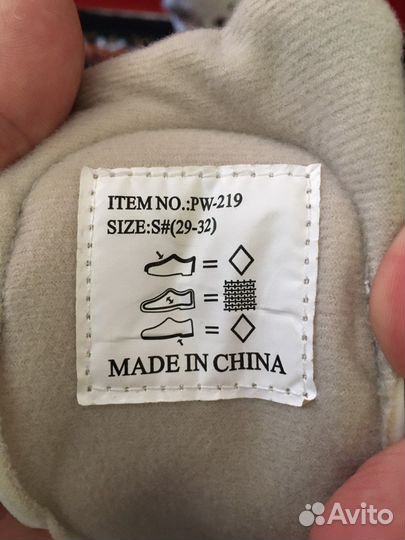 ITEM NO.:PW-219
SIZE:S#(29-32)
=
=
=
MADE IN CHINA
Avito